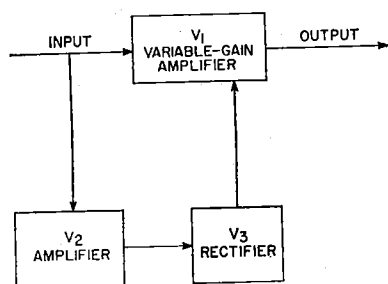 INPUT
V1
VARIABLE-GAIN
AMPLIFIER
OUTPUT
V2
AMPLIFIER
V3
RECTIFIER